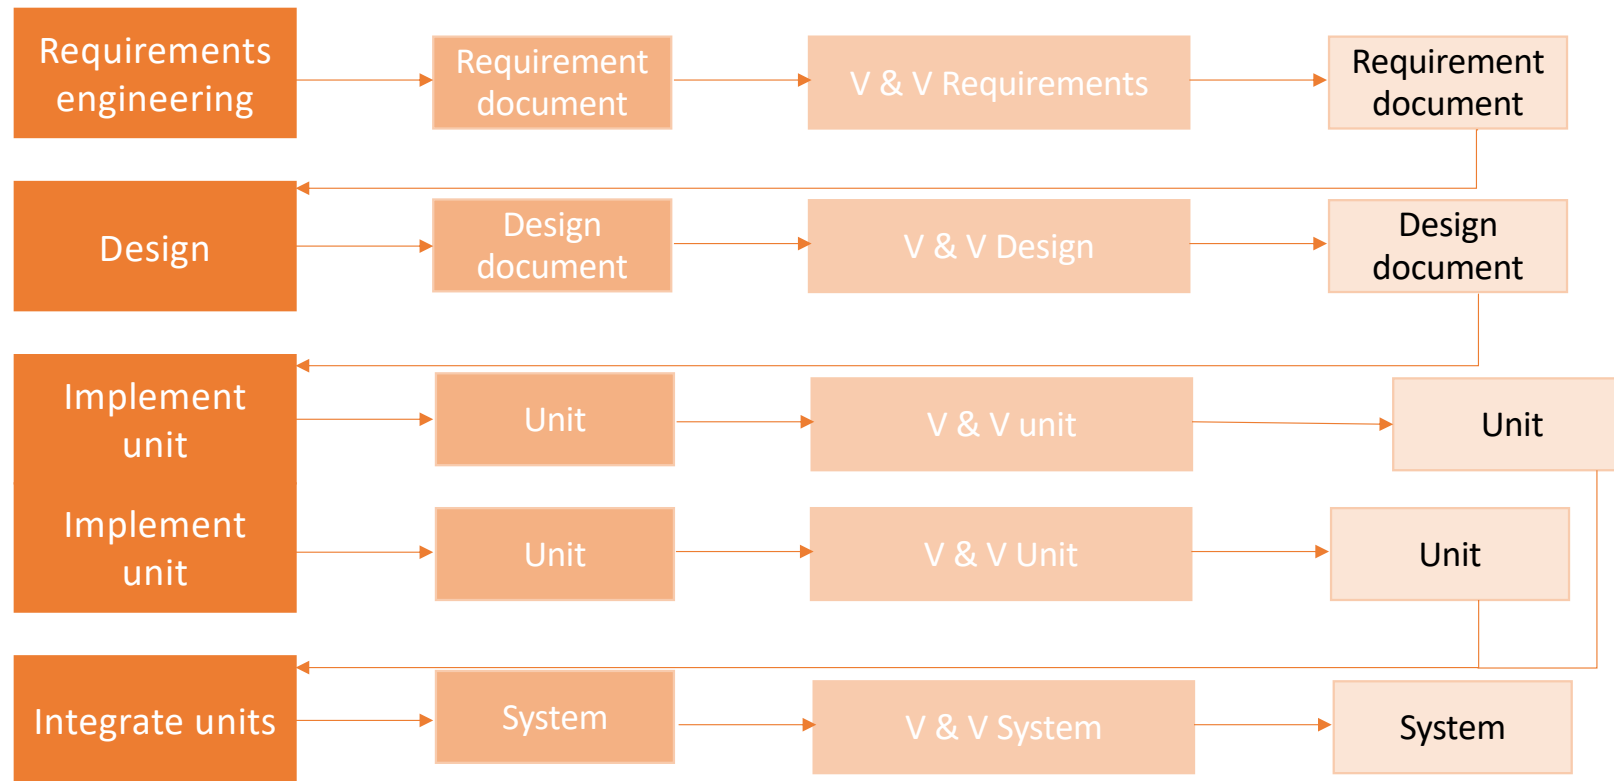 Requirements
engineering
Requirement
document
V & V Requirements
Requirement
document
Design
Design
document
V & V Design
Design
document
Implement
unit
Unit
V & V unit
Unit
Implement
unit
Unit
V & V Unit
Unit
Integrate units
System
V & V System
System